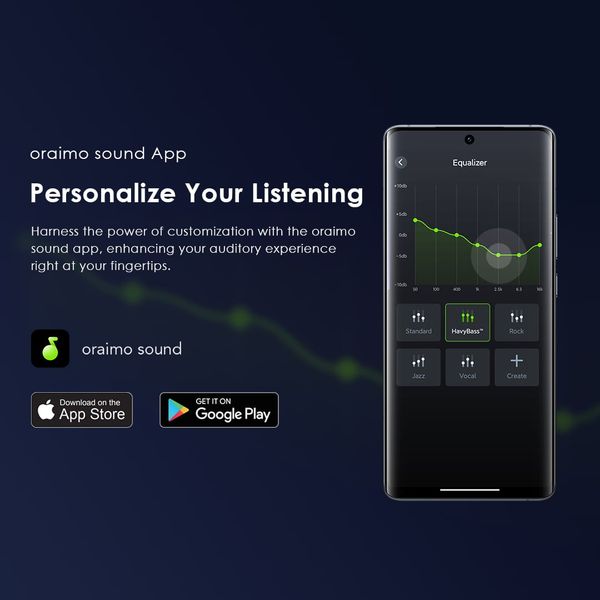 oraimo sound App
Personalize Your Listening
Harness the power of customization with the oraimo
sound app, enhancing your auditory experience
right at your fingertips.
oraimo sound
Download on the
App Store
GET IT ON
Google Play
Equalizer
+10db
+5db
0db
-5db
-10db
50 100 400 1k 2.5k 6.3 16k
Standard HavyBass™ Rock
Jazz Vocal Create